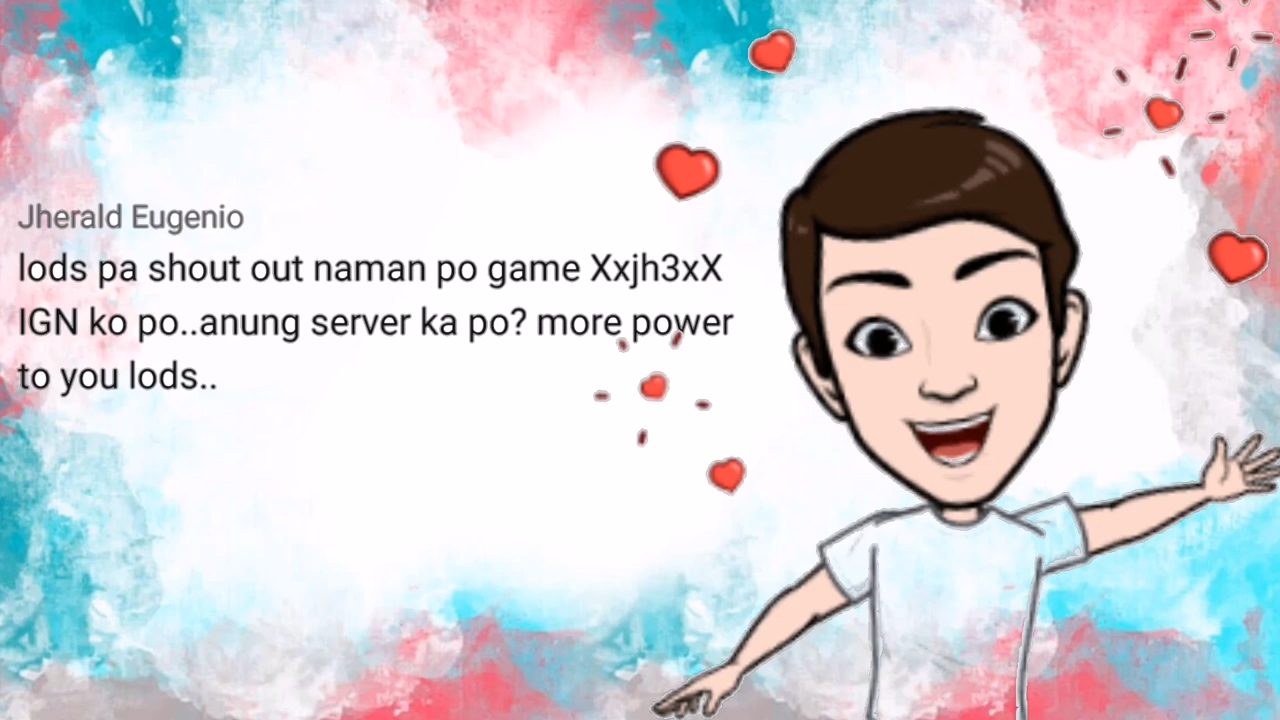 Jherald Eugenio
lods pa shout out naman po game Xxjh3xX
IGN ko po..anung server ka po? more power
to you lods..